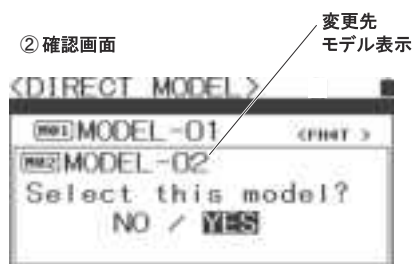 変更先
モデル表示
②確認画面
<DIRECT MODEL>
M01 MODEL-01 <FH4T >
M02 MODEL-02
Select this model?
NO / YES